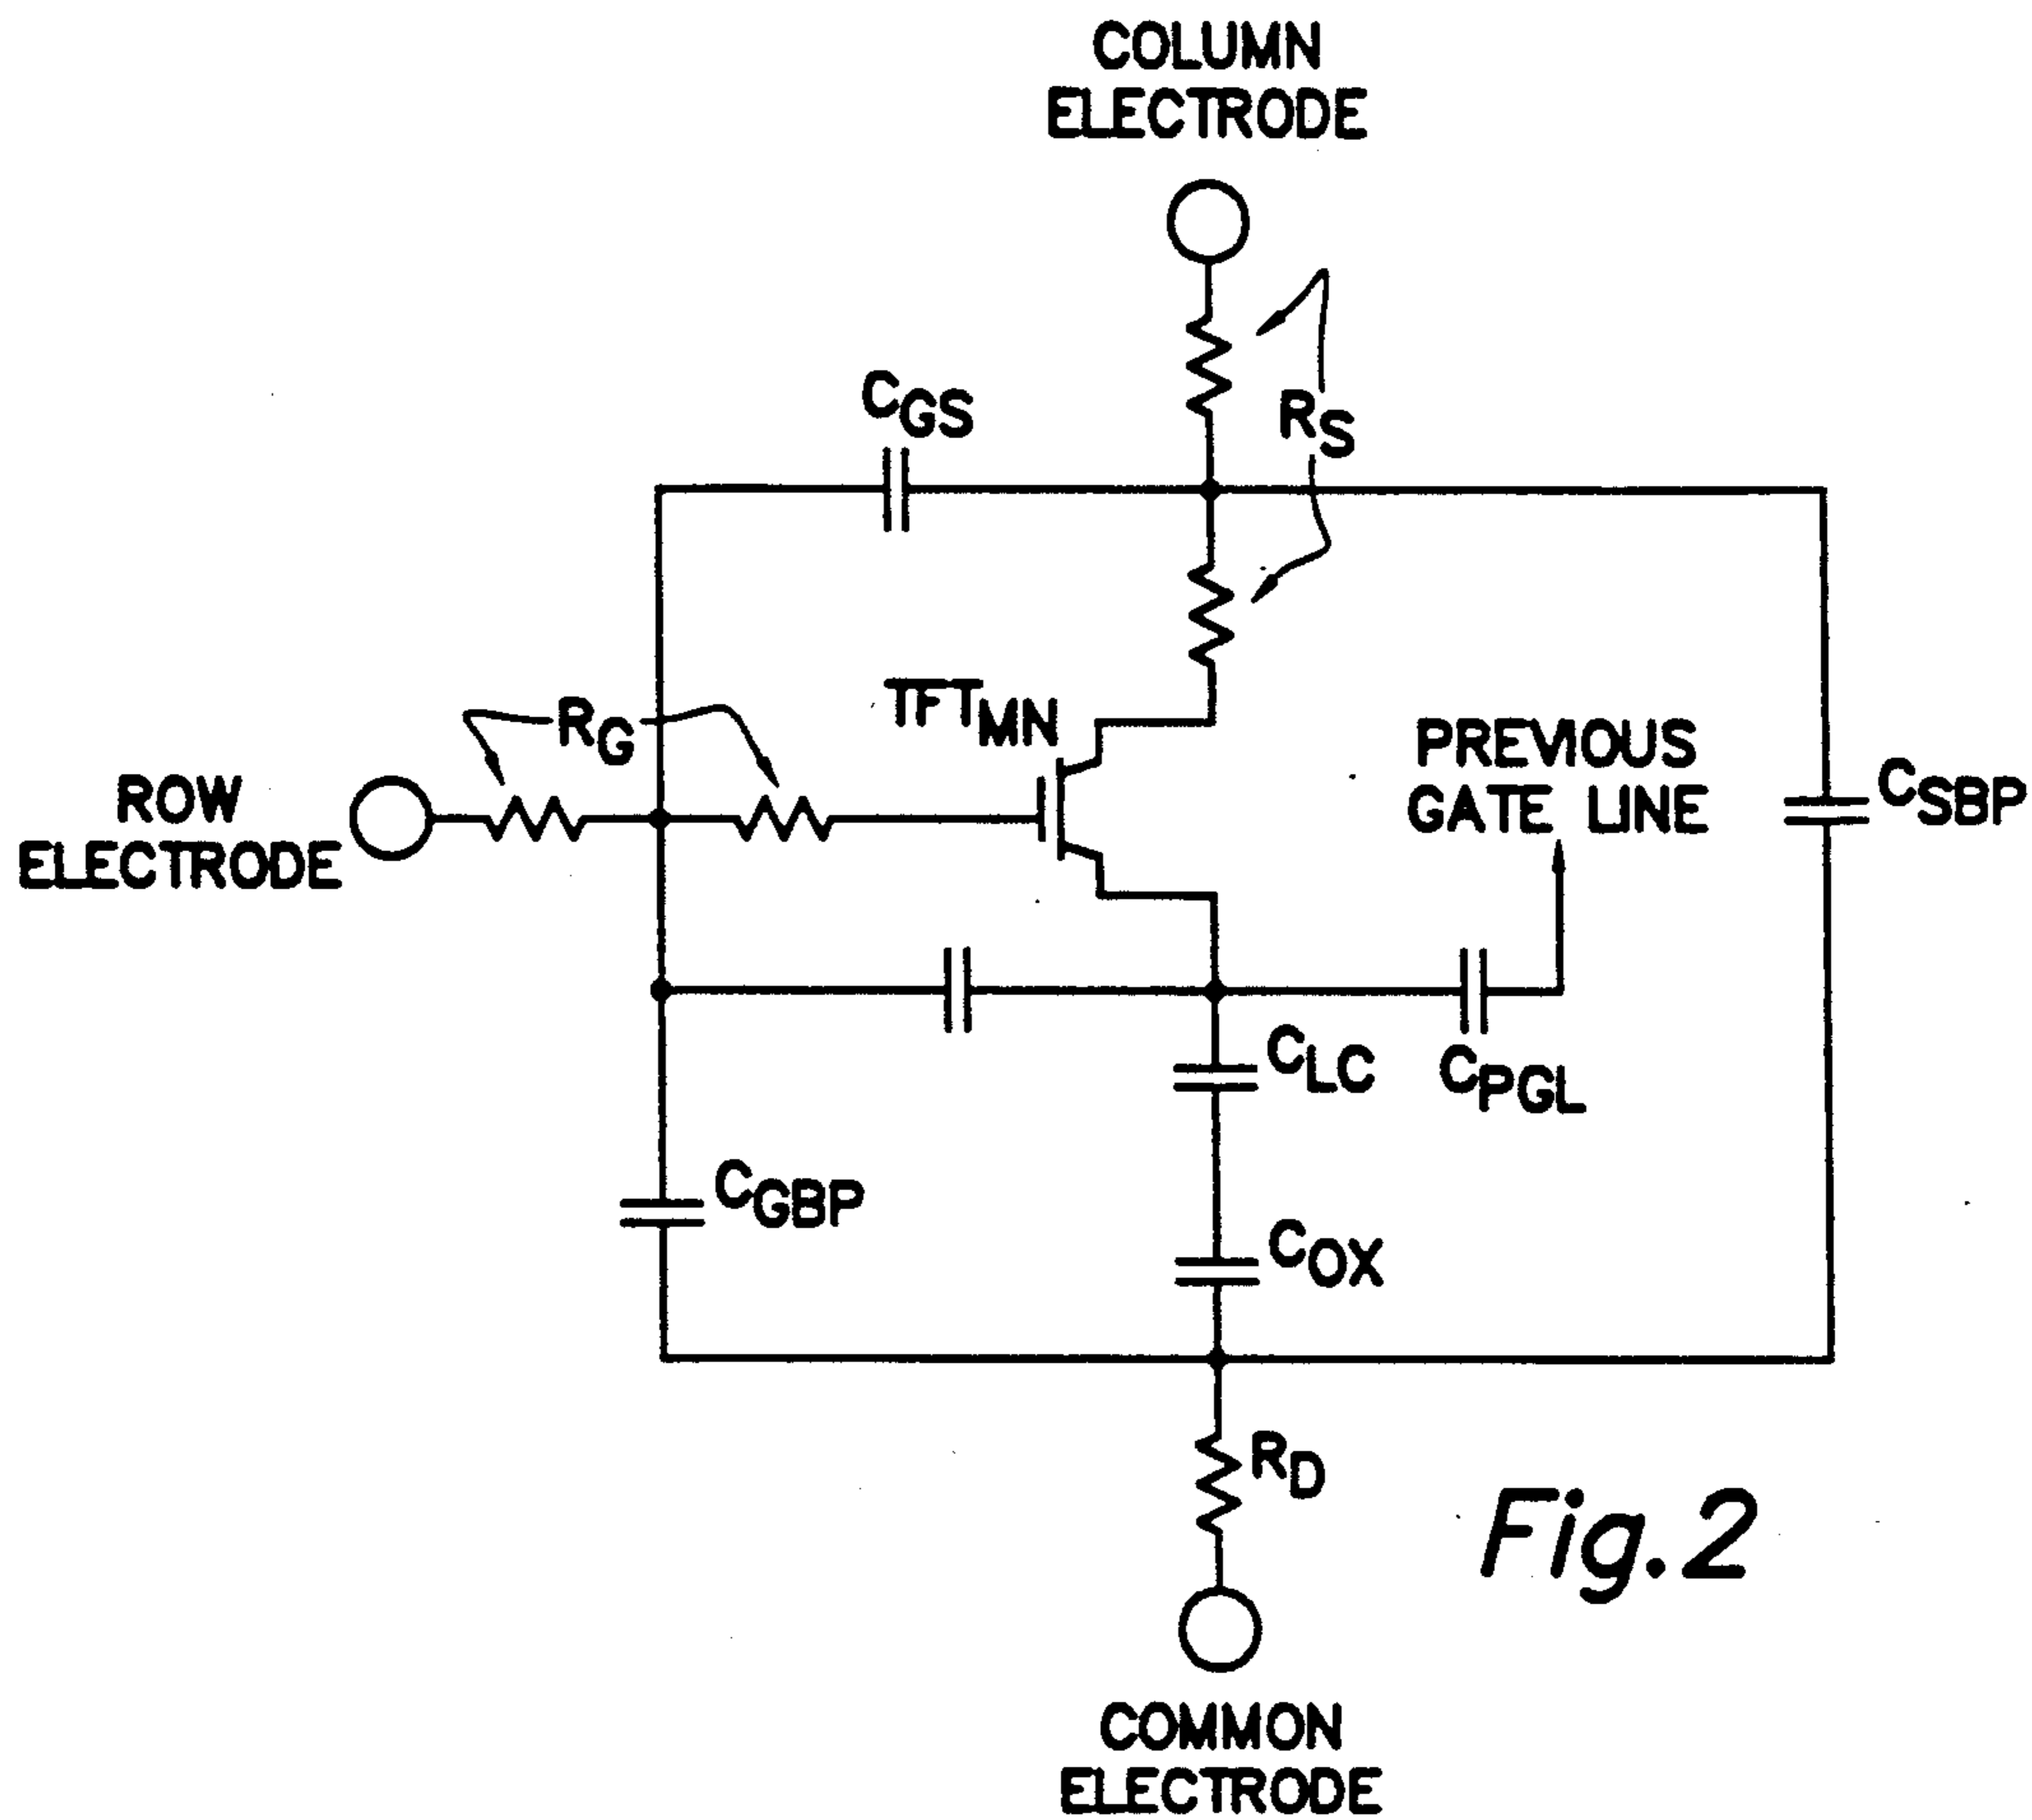 COLUMN
ELECTRODE
CGS
RS
TFTMN
RG
ROW
ELECTRODE
PREVIOUS
GATE LINE
CSBP
CLC
CPGL
CGBP
COX
RD
Fig.2
COMMON
ELECTRODE